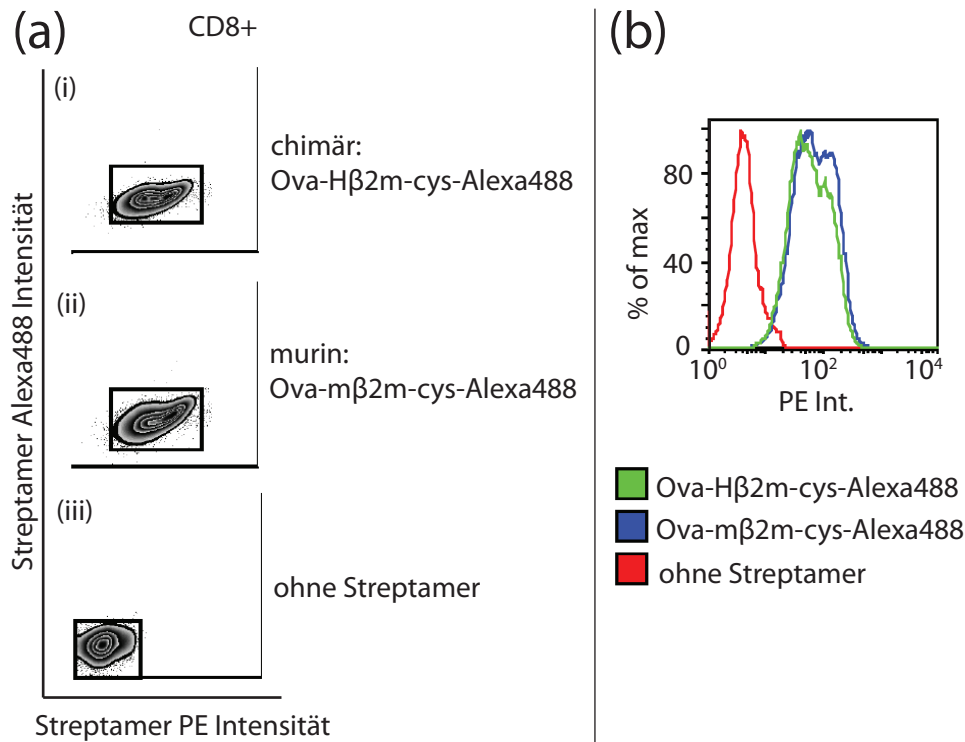 (a)
CD8+
(i)
chimär:
Ova-Hβ2m-cys-Alexa488
(ii)
murin:
Ova-mβ2m-cys-Alexa488
(iii)
ohne Streptamer
Streptamer Alexa488 Intensität
Streptamer PE Intensität
(b)
% of max
80
40
0
10⁰ 10² 10⁴
PE Int.
Ova-Hβ2m-cys-Alexa488
Ova-mβ2m-cys-Alexa488
ohne Streptamer